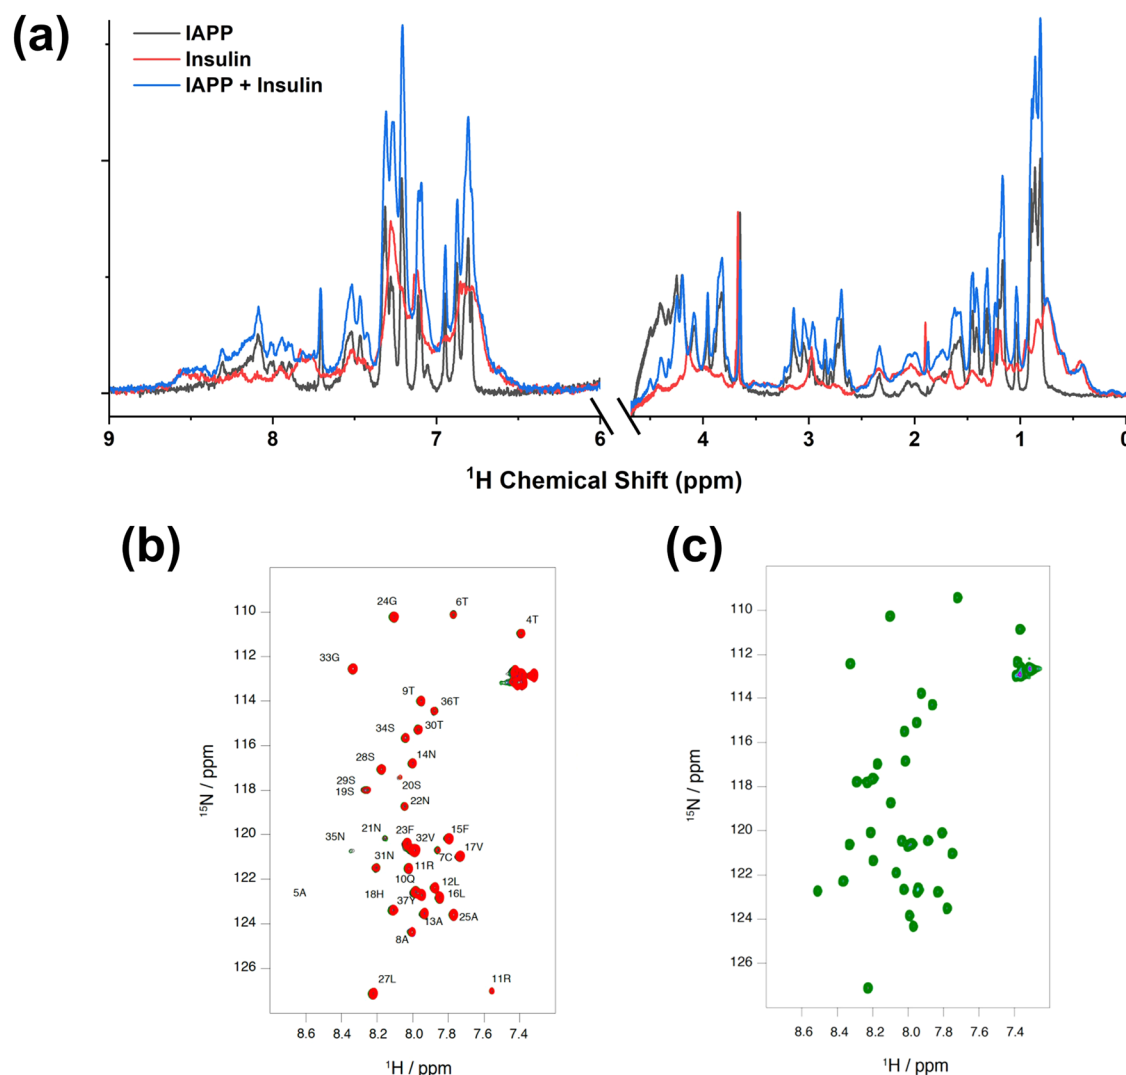 (a)
IAPP
Insulin
IAPP + Insulin
9 8 7 6 4 3 2 1 0
¹H Chemical Shift (ppm)
(b)
(c)
24G 6T
4T
110
33G
112
9T
36T
114
34S 30T
116
28S 14N
29S
118
19S 20S
22N
120
35N 21N 23F 32V 15F
7C 17V
31N 11R
122
10Q 12L
5A 18H 16L
37Y
124
13A 25A
8A
126
27L 11R
¹⁵N / ppm
8.6 8.4 8.2 8.0 7.8 7.6 7.4
¹H / ppm
110
112
114
116
118
120
122
124
126
¹⁵N / ppm
8.6 8.4 8.2 8.0 7.8 7.6 7.4
¹H / ppm